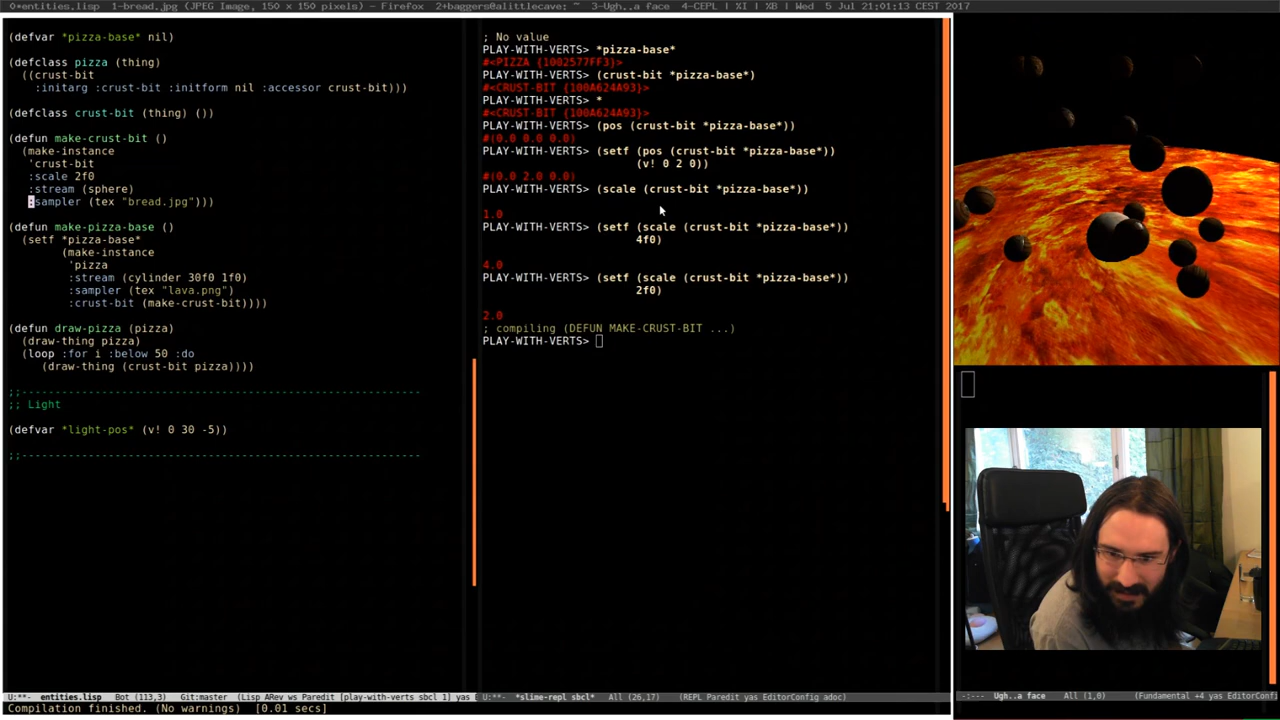 0*entities.lisp  1-bread..jpg (JPEG Image, 150 × 150 pixels) - Firefox  2+baggers@alittlecave: ~  3-Ugh..a face  4-CEPL | %I | %B | Wed  5 Jul 21:01:13 CEST 2017
(defvar *pizza-base* nil)
(defclass pizza (thing)
  ((crust-bit
    :initarg :crust-bit :initform nil :accessor crust-bit)))
(defclass crust-bit (thing) ())
(defun make-crust-bit ()
  (make-instance
   'crust-bit
   :scale 2f0
   :stream (sphere)
   :sampler (tex "bread.jpg")))
(defun make-pizza-base ()
  (setf *pizza-base*
        (make-instance
         'pizza
         :stream (cylinder 30f0 1f0)
         :sampler (tex "lava.png")
         :crust-bit (make-crust-bit))))
(defun draw-pizza (pizza)
  (draw-thing pizza)
  (loop :for i :below 50 :do
     (draw-thing (crust-bit pizza))))
;;---------------------------------------------------------------
;; Light
(defvar *light-pos* (v! 0 30 -5))
;;---------------------------------------------------------------
; No value
PLAY-WITH-VERTS> *pizza-base*
#<PIZZA {1002577FF3}>
PLAY-WITH-VERTS> (crust-bit *pizza-base*)
#<CRUST-BIT {100A624A93}>
PLAY-WITH-VERTS> *
#<CRUST-BIT {100A624A93}>
PLAY-WITH-VERTS> (pos (crust-bit *pizza-base*))
#(0.0 0.0 0.0)
PLAY-WITH-VERTS> (setf (pos (crust-bit *pizza-base*))
                       (v! 0 2 0))
#(0.0 2.0 0.0)
PLAY-WITH-VERTS> (scale (crust-bit *pizza-base*))
1.0
PLAY-WITH-VERTS> (setf (scale (crust-bit *pizza-base*))
                       4f0)
4.0
PLAY-WITH-VERTS> (setf (scale (crust-bit *pizza-base*))
                       2f0)
2.0
; compiling (DEFUN MAKE-CRUST-BIT ...)
PLAY-WITH-VERTS>
U:**-  entities.lisp   Bot (113,3)   Git:master  (Lisp ARev ws Paredit [play-with-verts sbcl 1] yas E
U:**-  *slime-repl sbcl*   All (26,17)   (REPL Paredit yas EditorConfig adoc)
-:---  Ugh..a face   All (1,0)   (Fundamental +4 yas EditorConfi
Compilation finished. (No warnings)  [0.01 secs]